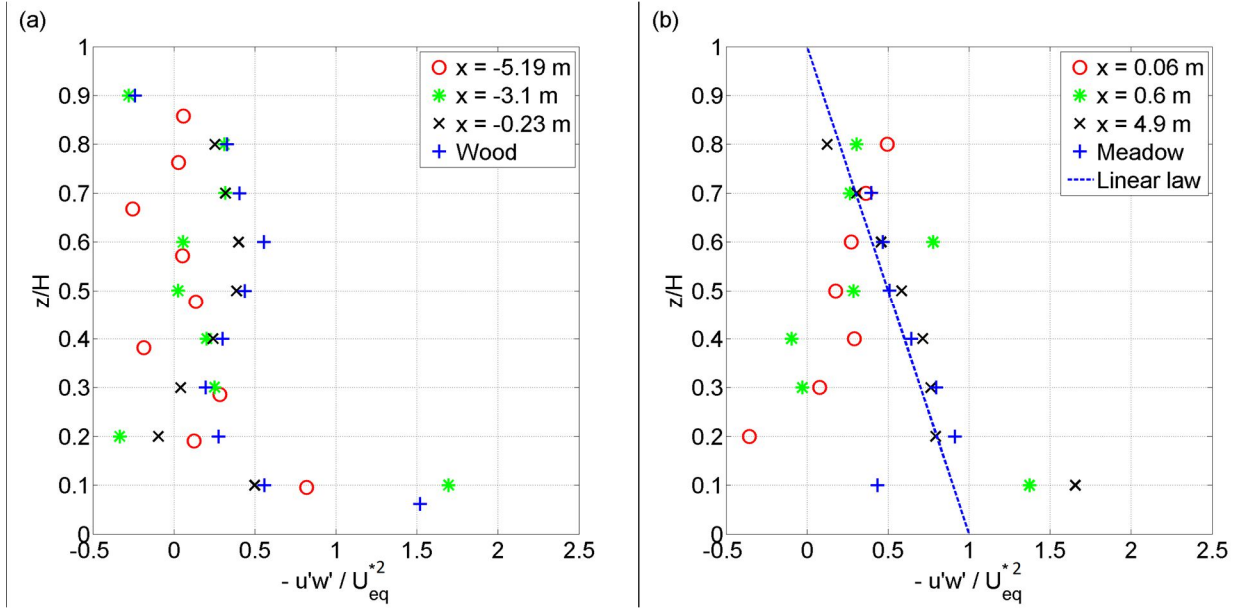 (a)
1
0.9
0.8
0.7
0.6
0.5
0.4
0.3
0.2
0.1
0
z/H
x = -5.19 m
x = -3.1 m
x = -0.23 m
Wood
-0.5 0 0.5 1 1.5 2 2.5
- u'w' / U*2eq
(b)
1
0.9
0.8
0.7
0.6
0.5
0.4
0.3
0.2
0.1
0
z/H
x = 0.06 m
x = 0.6 m
x = 4.9 m
Meadow
Linear law
-0.5 0 0.5 1 1.5 2 2.5
- u'w' / U*2eq